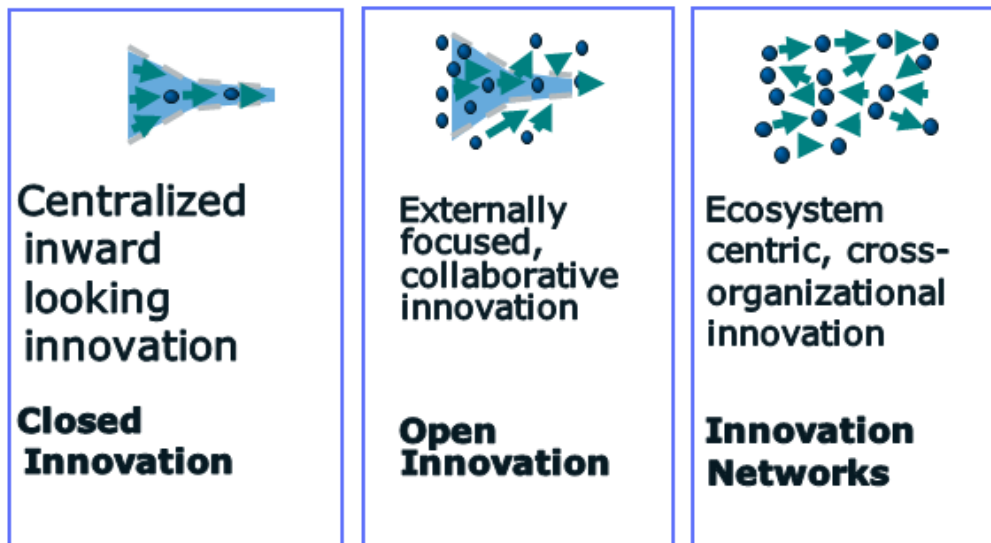 Centralized
inward
looking
innovation
Closed
Innovation
Externally
focused,
collaborative
innovation
Open
Innovation
Ecosystem
centric, cross-
organizational
innovation
Innovation
Networks